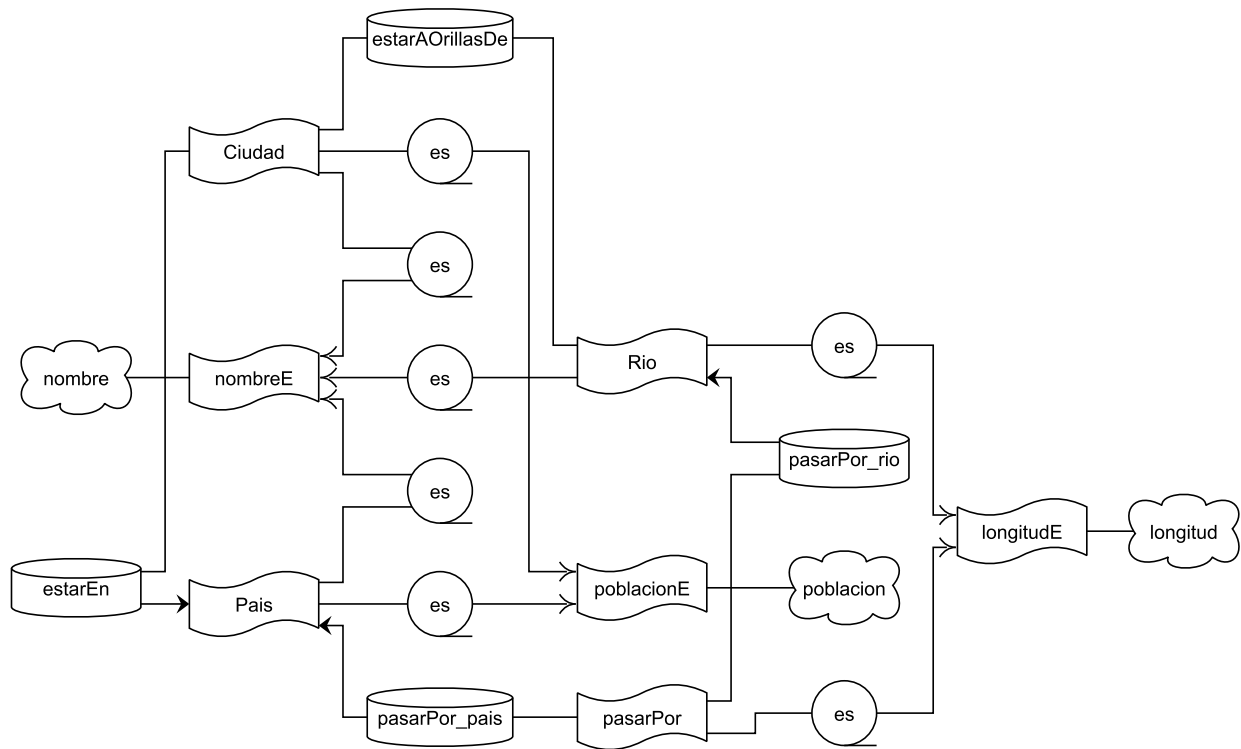 estarAOrillasDe
Ciudad
es
es
nombre
nombreE
es
Rio
es
pasarPor_rio
es
longitudE
longitud
estarEn
Pais
es
poblacionE
poblacion
pasarPor_pais
pasarPor
es